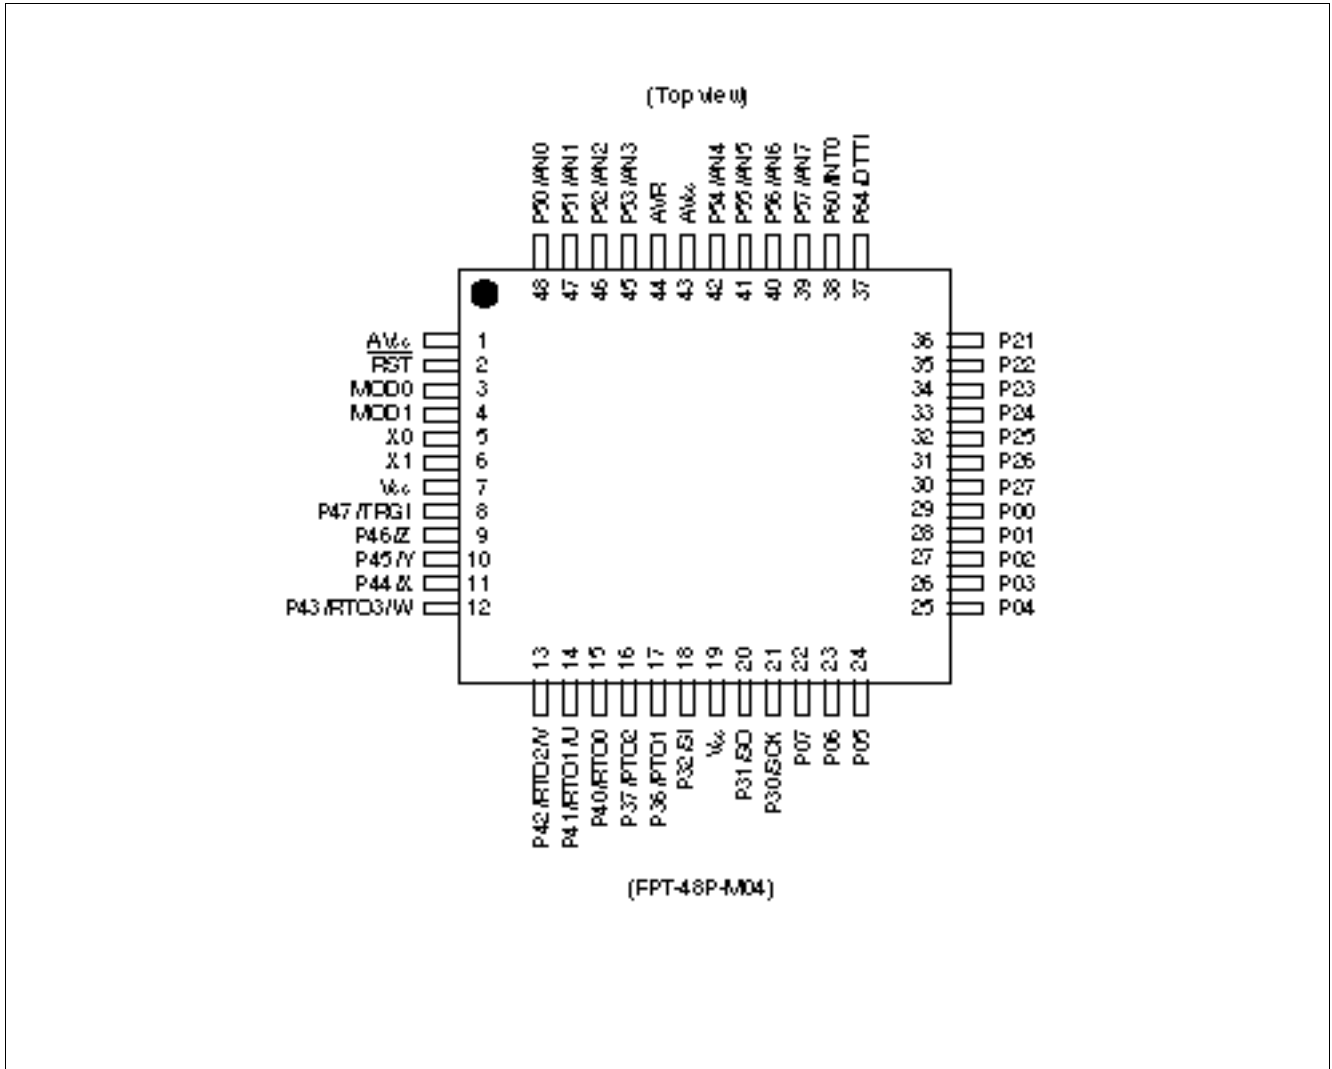 (Top view)
P50/AN0
P51/AN1
P52/AN2
P53/AN3
AVR
P54/AN4
P55/AN5
P56/AN6
P57/AN7
P60/INT0
P64/DTTI
48
47
46
45
44
43
42
41
40
39
38
37
1
RST 2
MOD0 3
MOD1 4
X0 5
X1 6
7
P47/TRGI 8
P46/Z 9
P45/Y 10
P44/X 11
P43/RTO3/W 12
36 P21
35 P22
34 P23
33 P24
32 P25
31 P26
30 P27
29 P00
28 P01
27 P02
26 P03
25 P04
13
14
15
16
17
18
19
20
21
22
23
24
P42/RTO2/V
P41/RTO1/U
P40/RTO0
P37/PTO2
P36/PTO1
P32/SI
P31/SO
P30/SCK
P07
P06
P05
(FPT-48P-M04)